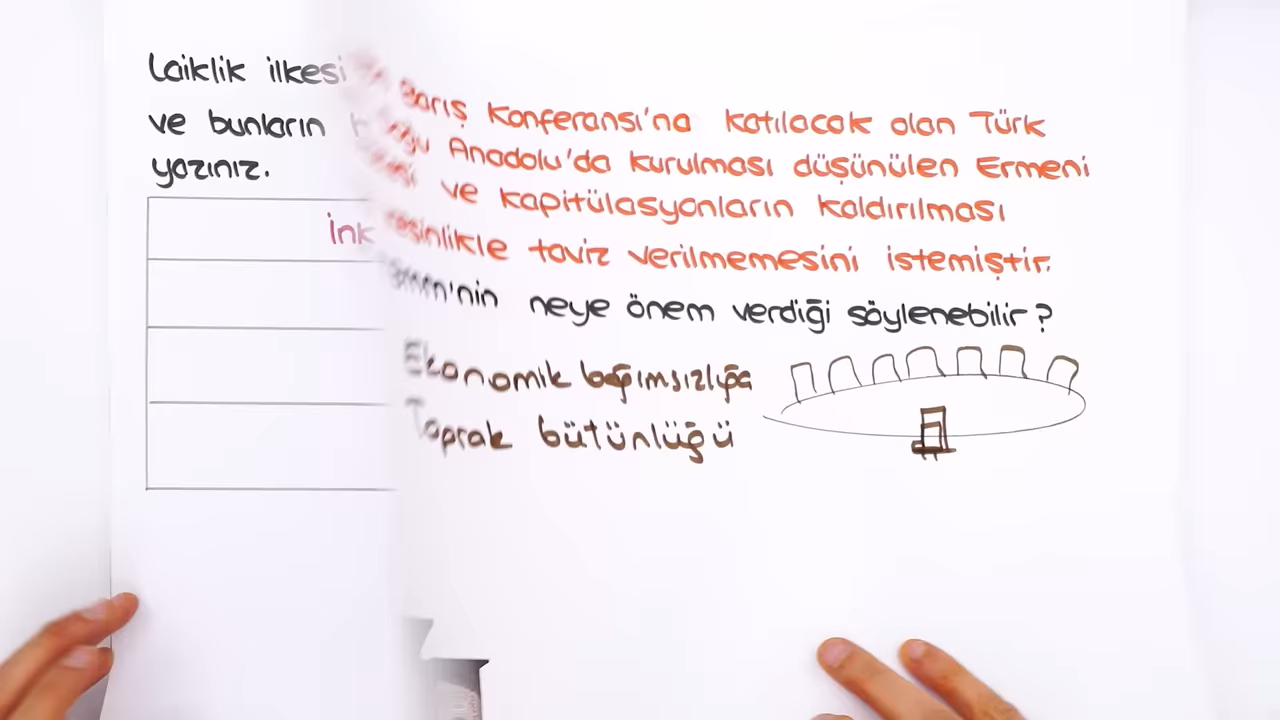 Laiklik ilkesi
ve bunların
yazınız.
İnk
Barış Konferansı'na katılacak olan Türk
Anadolu'da kurulması düşünülen Ermeni
ve kapitülasyonların kaldırılması
kesinlikle taviz verilmemesini istemiştir.
neye önem verdiği söylenebilir?
Ekonomik bağımsızlığa
Toprak bütünlüğü